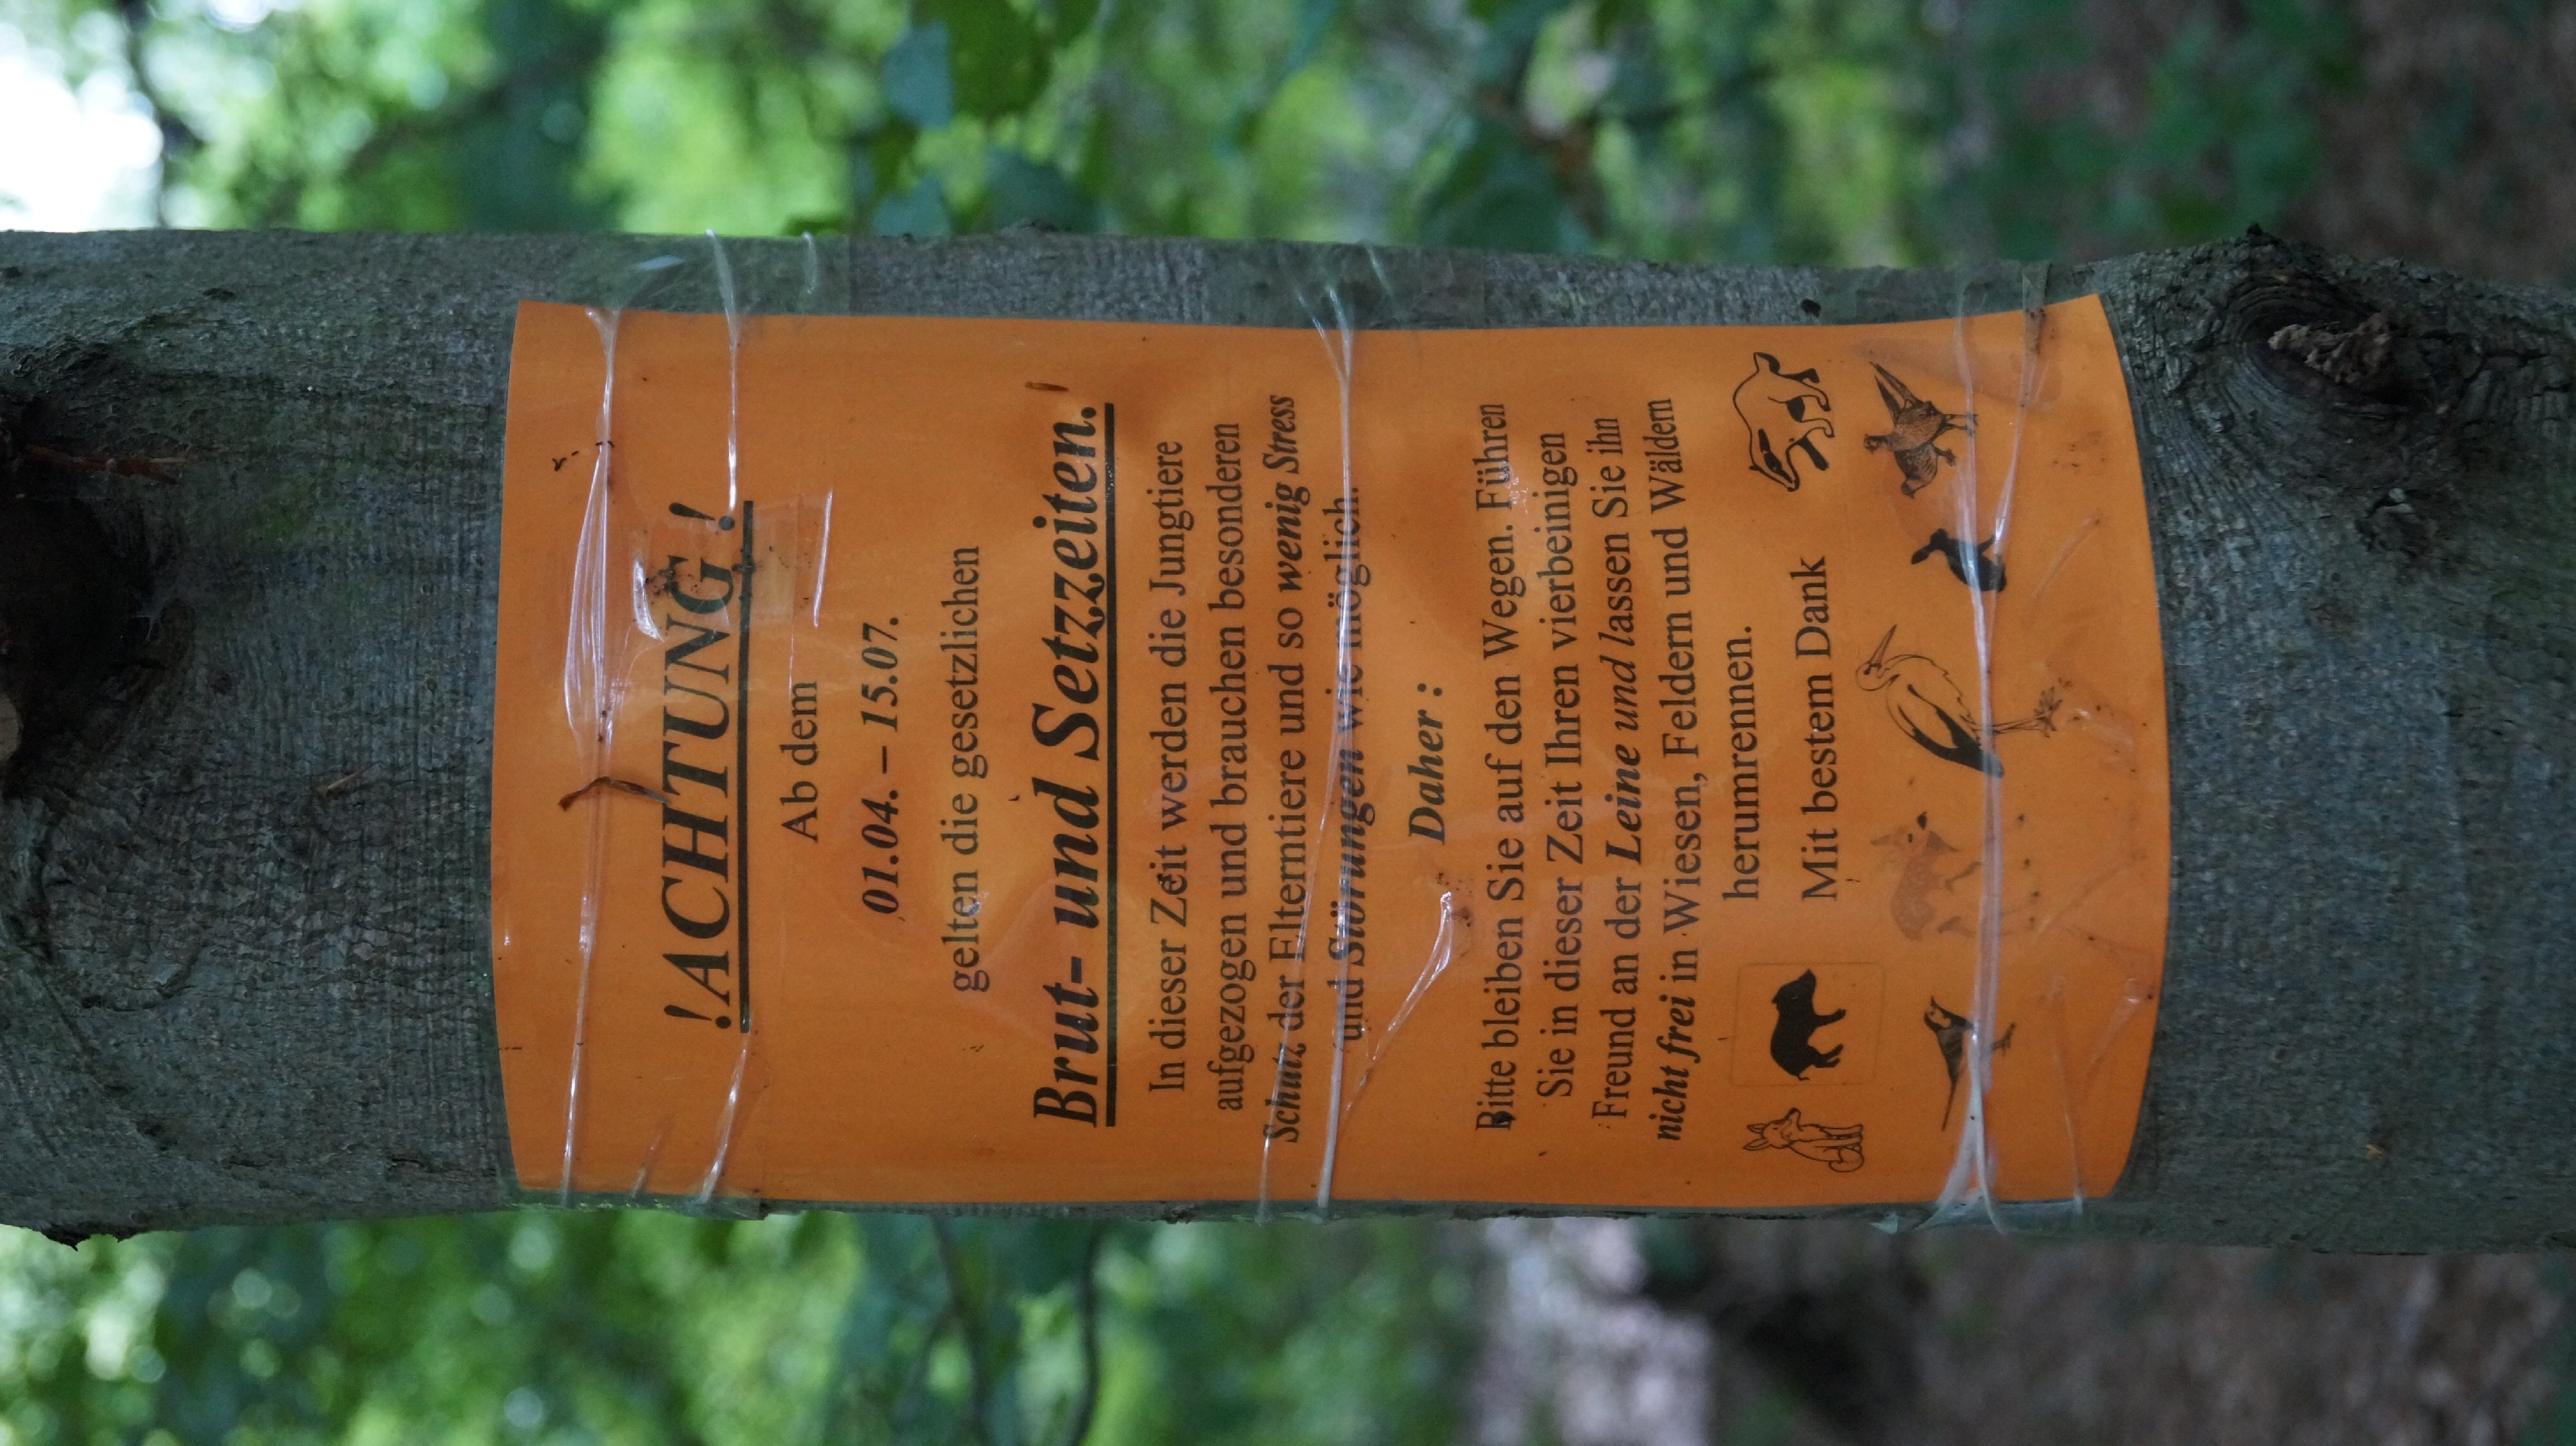 !ACHTUNG!
Ab dem
01.04. – 15.07.
gelten die gesetzlichen
Brut- und Setzzeiten.
In dieser Zeit werden die Jungtiere
aufgezogen und brauchen besonderen
Schutz der Elterntiere und so wenig Stress
und Störungen wie möglich.
Daher :
Bitte bleiben Sie auf den Wegen. Führen
Sie in dieser Zeit Ihren vierbeinigen
Freund an der Leine und lassen Sie ihn
nicht frei in Wiesen, Feldern und Wäldern
herumrennen.
Mit bestem Dank